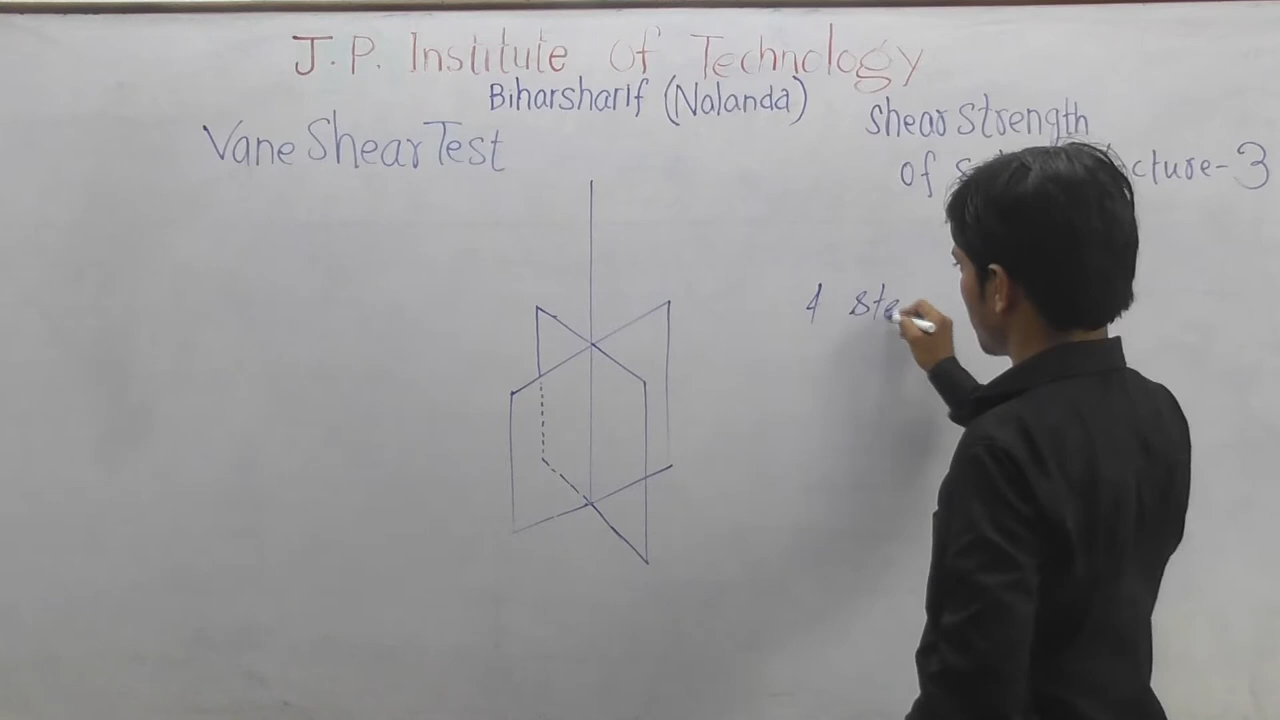 J.P. Institute of Technology
Biharsharif (Nalanda)
Vane Shear Test
Shear Strength
of cture-3
4 ste